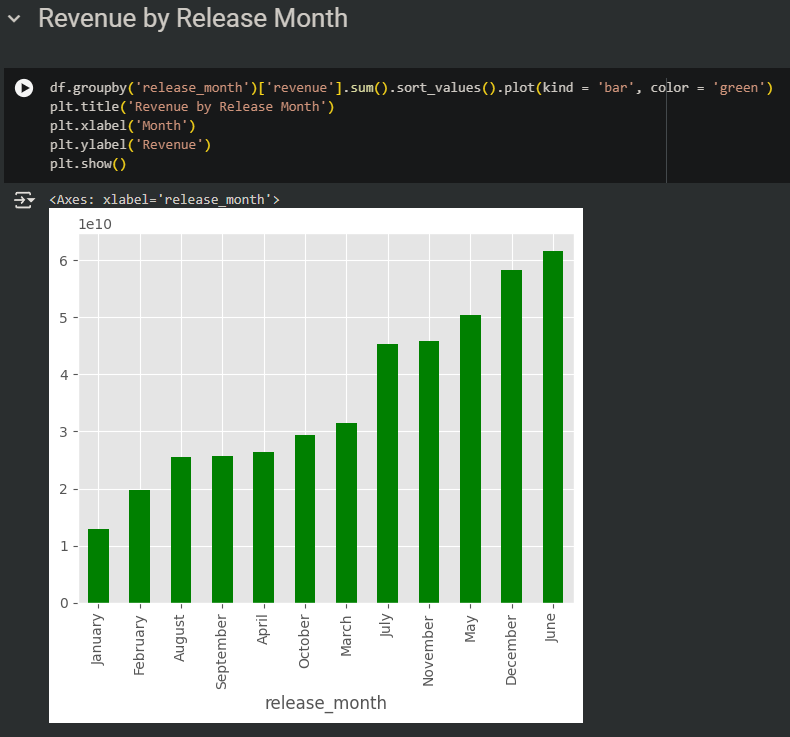 Revenue by Release Month
df.groupby('release_month')['revenue'].sum().sort_values().plot(kind = 'bar', color = 'green')
plt.title('Revenue by Release Month')
plt.xlabel('Month')
plt.ylabel('Revenue')
plt.show()
<Axes: xlabel='release_month'>
1e10
6
5
4
3
2
1
0
January
February
August
September
April
October
March
July
November
May
December
June
release_month